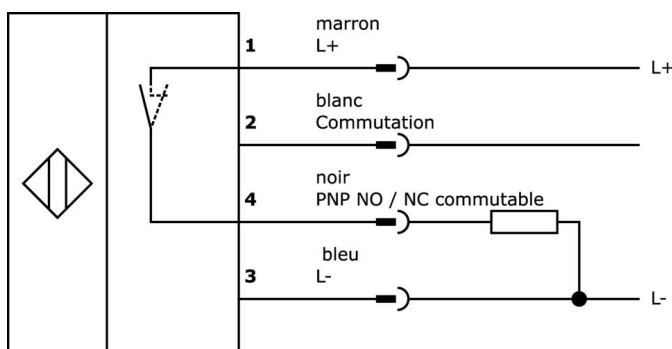 marron
1 L+
L+
blanc
2 Commutation
noir
4 PNP NO / NC commutable
bleu
3 L-
L-